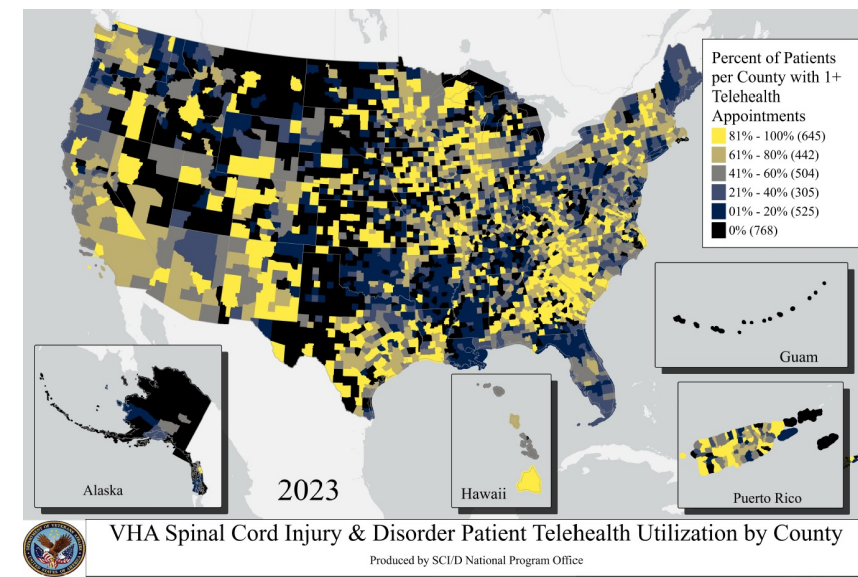 Percent of Patients
per County with 1+
Telehealth
Appointments
81% - 100% (645)
61% - 80% (442)
41% - 60% (504)
21% - 40% (305)
01% - 20% (525)
0% (768)
Guam
Alaska
2023
Hawaii
Puerto Rico
VHA Spinal Cord Injury & Disorder Patient Telehealth Utilization by County
Produced by SCI/D National Program Office